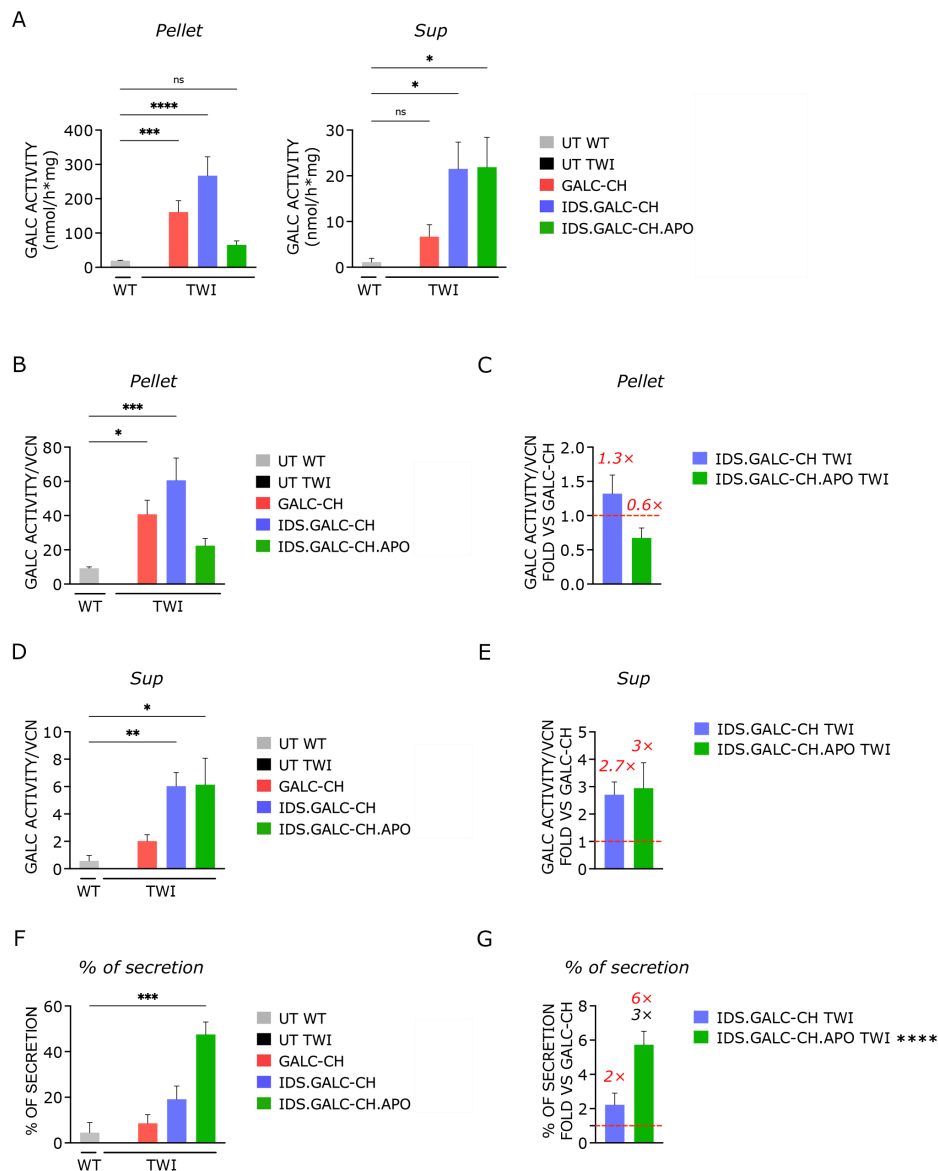 A
Pellet
ns
****
***
GALC ACTIVITY
(nmol/h*mg)
400
300
200
100
0
WT
TWI
Sup
*
*
ns
GALC ACTIVITY
(nmol/h*mg)
30
20
10
0
WT
TWI
UT WT
UT TWI
GALC-CH
IDS.GALC-CH
IDS.GALC-CH.APO
B
Pellet
***
*
GALC ACTIVITY/VCN
80
60
40
20
0
WT
TWI
UT WT
UT TWI
GALC-CH
IDS.GALC-CH
IDS.GALC-CH.APO
C
Pellet
GALC ACTIVITY/VCN
FOLD VS GALC-CH
2.0
1.5
1.0
0.5
0.0
1.3×
0.6×
IDS.GALC-CH TWI
IDS.GALC-CH.APO TWI
D
Sup
*
**
GALC ACTIVITY/VCN
10
8
6
4
2
0
WT
TWI
UT WT
UT TWI
GALC-CH
IDS.GALC-CH
IDS.GALC-CH.APO
E
Sup
GALC ACTIVITY/VCN
FOLD VS GALC-CH
5
4
3
2
1
0
2.7×
3×
IDS.GALC-CH TWI
IDS.GALC-CH.APO TWI
F
% of secretion
***
% OF SECRETION
60
40
20
0
WT
TWI
UT WT
UT TWI
GALC-CH
IDS.GALC-CH
IDS.GALC-CH.APO
G
% of secretion
% OF SECRETION
FOLD VS GALC-CH
8
6
4
2
0
2×
6×
3×
IDS.GALC-CH TWI
IDS.GALC-CH.APO TWI ****